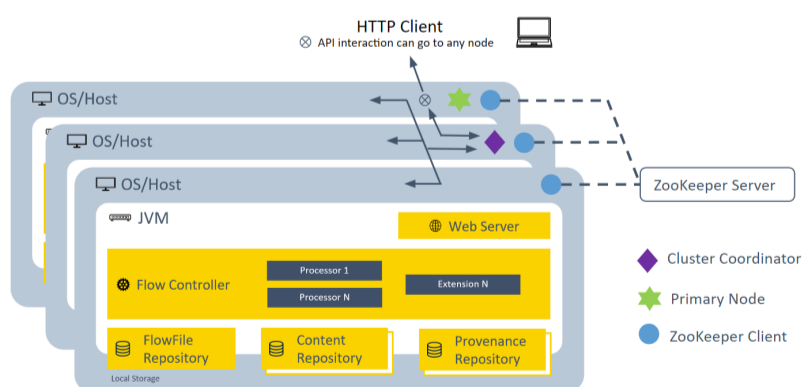 HTTP Client
API interaction can go to any node
OS/Host
OS/Host
OS/Host
ZooKeeper Server
JVM
Web Server
Flow Controller
Processor 1
Processor N
Extension N
Cluster Coordinator
Primary Node
ZooKeeper Client
FlowFile
Repository
Content
Repository
Provenance
Repository
Local Storage